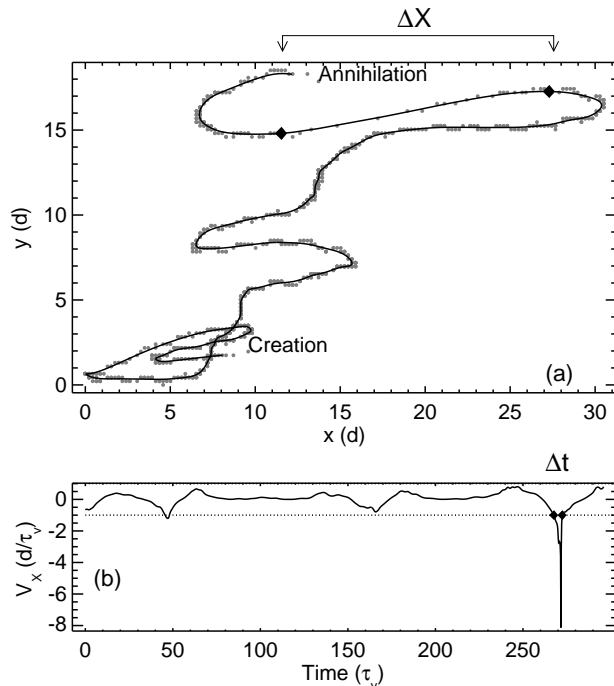 ΔX
Annihilation
15
10
5
0
y (d)
Creation
(a)
0 5 10 15 20 25 30
x (d)
Δt
0
-2
-4
-6
-8
V_X (d/τ_v)
(b)
0 50 100 150 200 250
Time (τ_v)